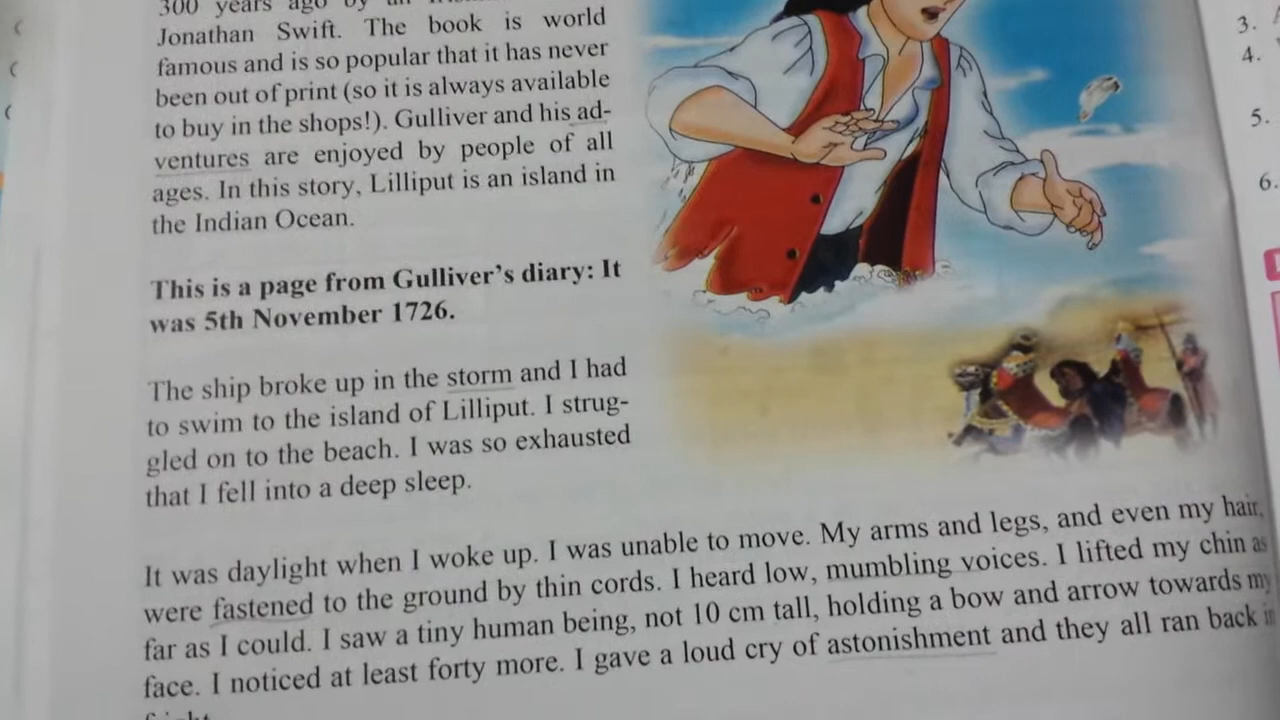 300 years ago by an
Jonathan Swift. The book is world
famous and is so popular that it has never
been out of print (so it is always available
to buy in the shops!). Gulliver and his ad-
ventures are enjoyed by people of all
ages. In this story, Lilliput is an island in
the Indian Ocean.
This is a page from Gulliver's diary: It
was 5th November 1726.
The ship broke up in the storm and I had
to swim to the island of Lilliput. I strug-
gled on to the beach. I was so exhausted
that I fell into a deep sleep.
It was daylight when I woke up. I was unable to move. My arms and legs, and even my hair,
were fastened to the ground by thin cords. I heard low, mumbling voices. I lifted my chin as
far as I could. I saw a tiny human being, not 10 cm tall, holding a bow and arrow towards my
face. I noticed at least forty more. I gave a loud cry of astonishment and they all ran back in
3.
4.
5.
6.